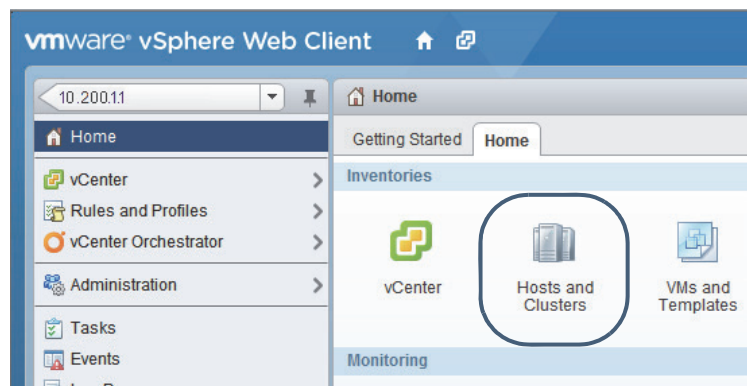 vmware® vSphere Web Client
10.200.1.1
Home
vCenter
Rules and Profiles
vCenter Orchestrator
Administration
Tasks
Events
Home
Getting Started Home
Inventories
vCenter
Hosts and
Clusters
VMs and
Templates
Monitoring